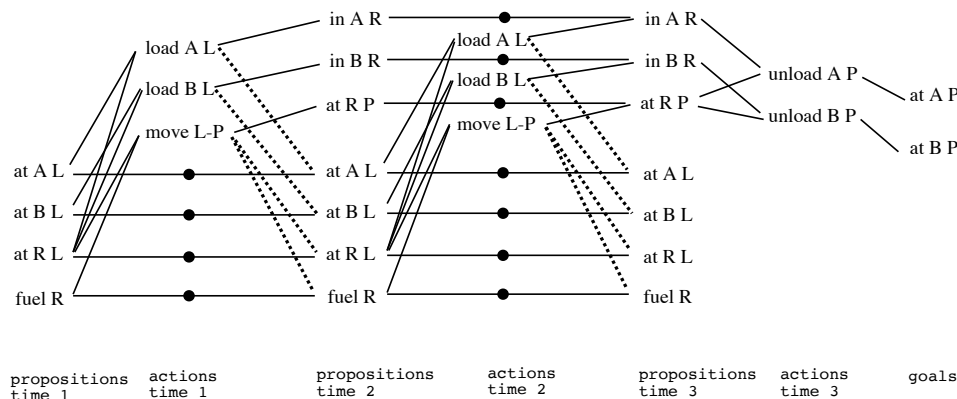 in A R
in A R
load A L
load A L
in B R
in B R
unload A P
load B L
load B L
at A P
at R P
at R P
unload B P
move L-P
move L-P
at B P
at A L
at A L
at A L
at B L
at B L
at B L
at R L
at R L
at R L
fuel R
fuel R
fuel R
propositions
time 1
actions
time 1
propositions
time 2
actions
time 2
propositions
time 3
actions
time 3
goals